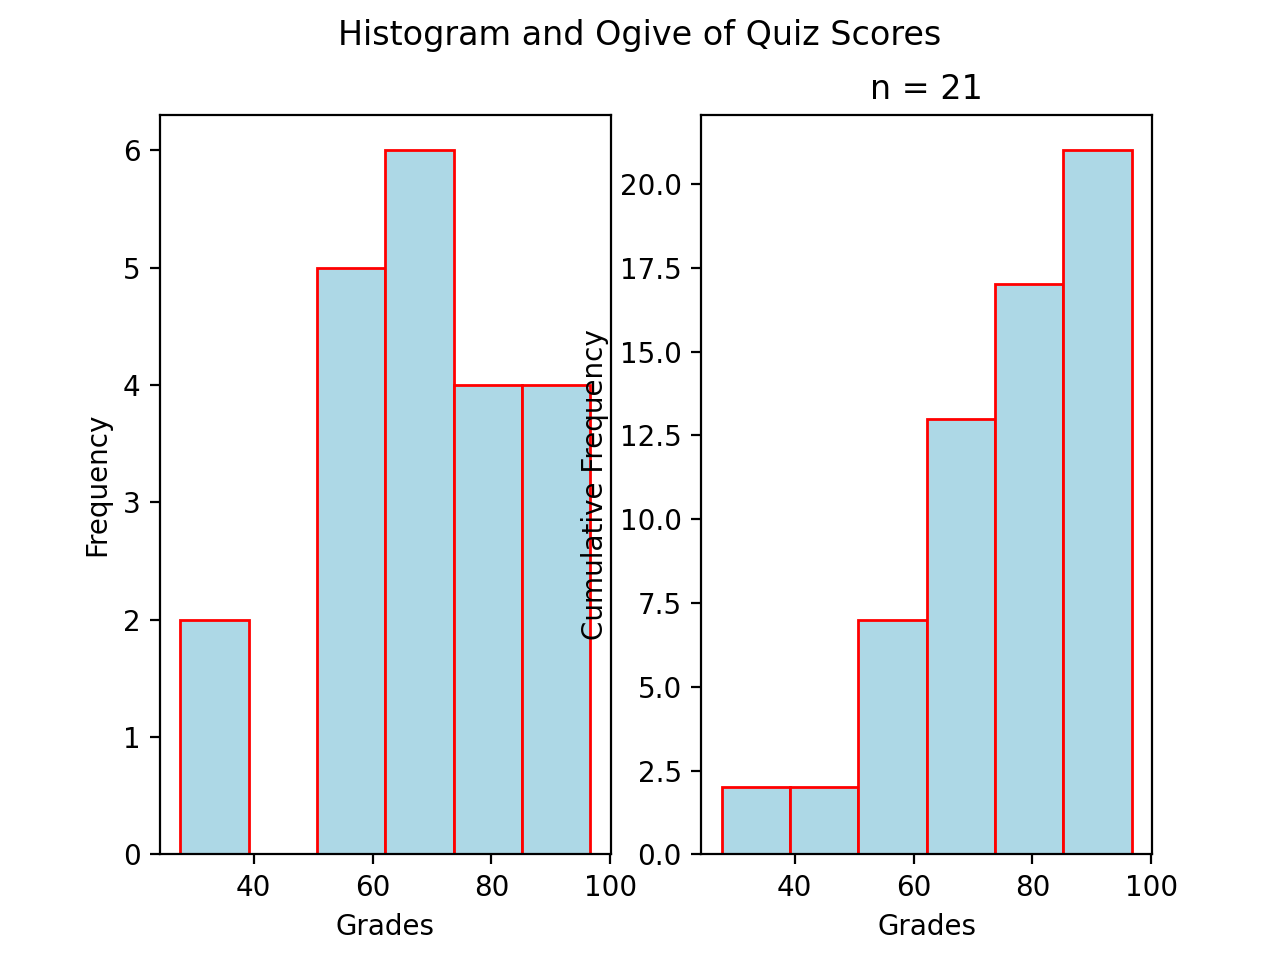 Histogram and Ogive of Quiz Scores
6
5
4
3
2
1
0
Frequency
40 60 80 100
Grades
n = 21
20.0
17.5
15.0
12.5
10.0
7.5
5.0
2.5
0.0
Cumulative Frequency
40 60 80 100
Grades